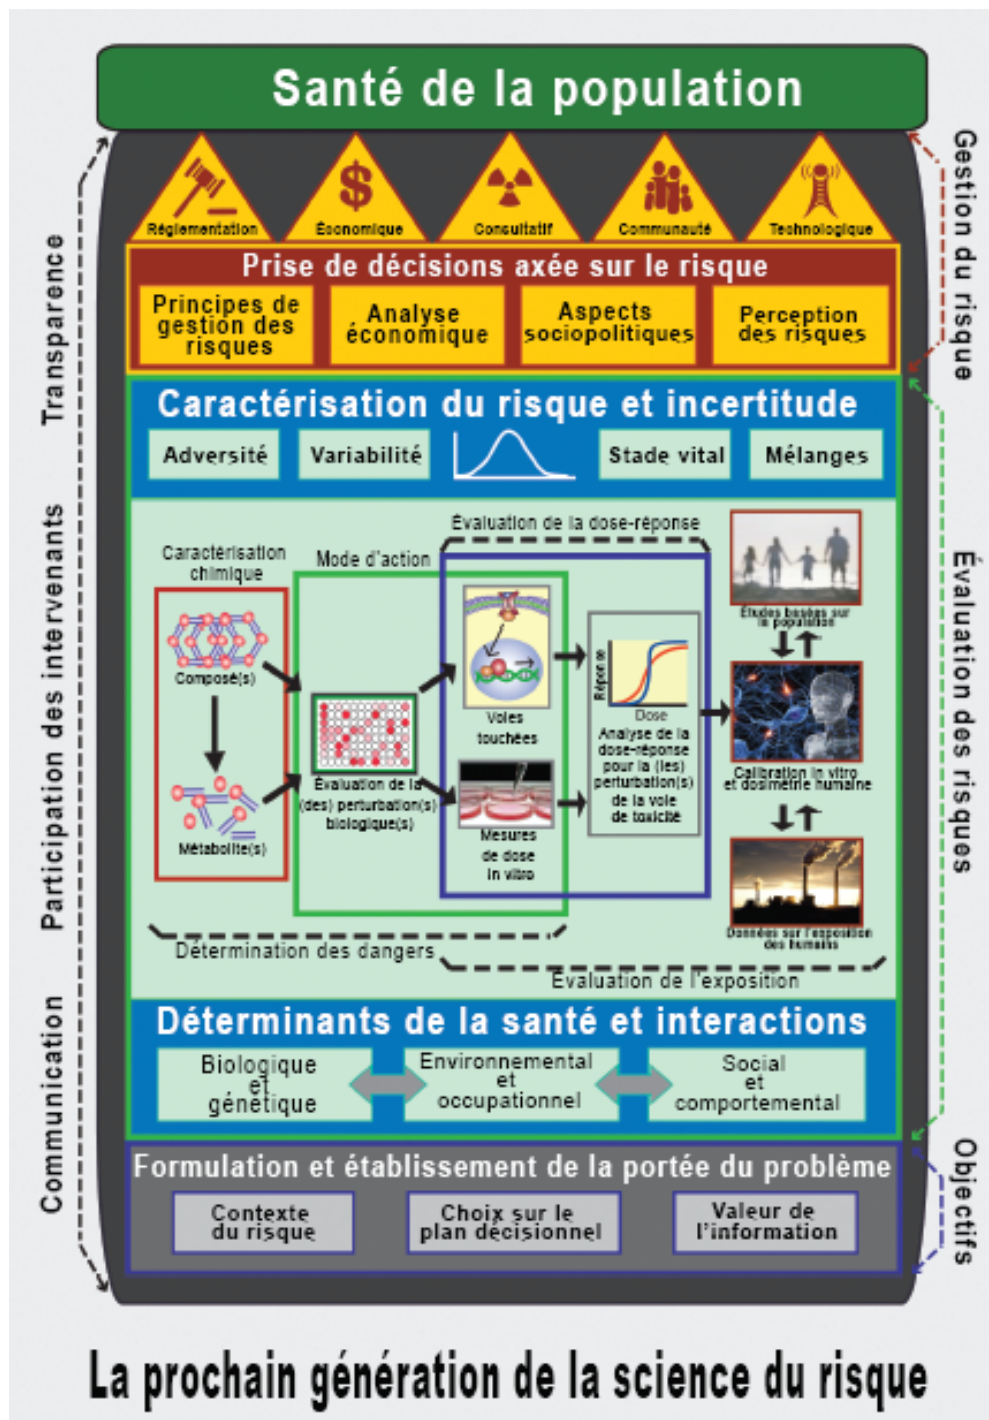 Santé de la population
Réglementation
Économique
Consultatif
Communauté
Technologique
Prise de décisions axée sur le risque
Principes de
gestion des
risques
Analyse
économique
Aspects
sociopolitiques
Perception
des risques
Caractérisation du risque et incertitude
Adversité
Variabilité
Stade vital
Mélanges
Évaluation de la dose-réponse
Caractérisation
chimique
Mode d'action
Composé(s)
Métabolite(s)
Évaluation de la
(des) perturbation(s)
biologique(s)
Voles
touchées
Mesures
de dose
in vitro
Réponse
Dose
Analyse de la
dose-réponse
pour la (les)
perturbation(s)
de la voie
de toxicité
Études basées sur
la population
Calibration in vitro
et dosimétrie humaine
Données sur l'exposition
des humains
Détermination des dangers
Évaluation de l'exposition
Déterminants de la santé et interactions
Biologique
et
génétique
Environnemental
et
occupationnel
Social
et
comportemental
Formulation et établissement de la portée du problème
Contexte
du risque
Choix sur le
plan décisionnel
Valeur de
l'information
Transparence
Participation des intervenants
Communication
Gestion du risque
Évaluation des risques
Objectifs
La prochain génération de la science du risque